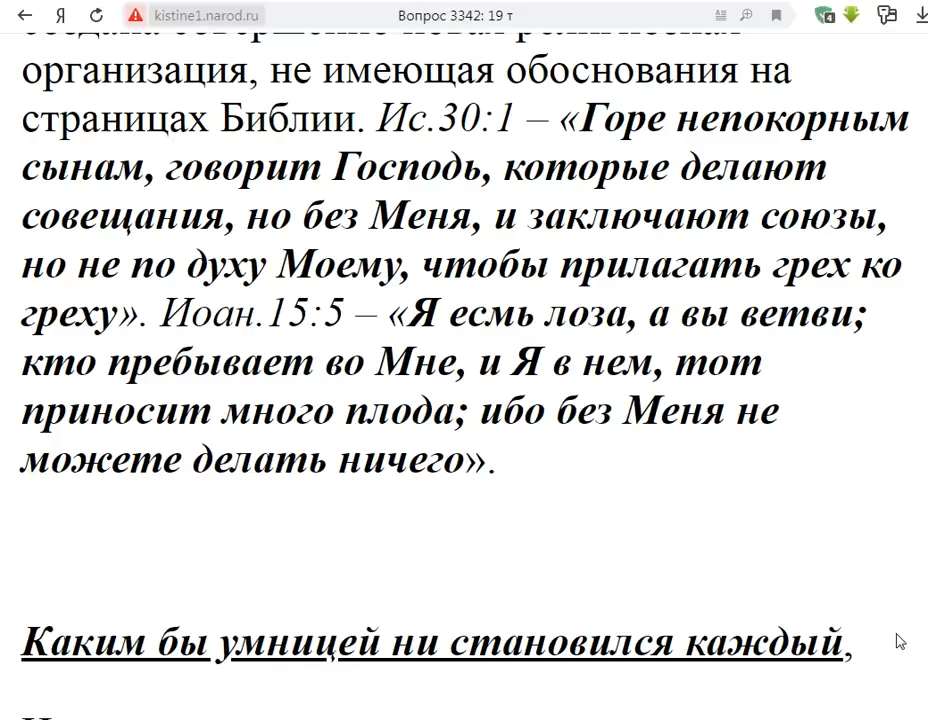 Я
kistine1.narod.ru
Вопрос 3342: 19 т
4
организация, не имеющая обоснования на
страницах Библии. Ис.30:1 – «Горе непокорным
сынам, говорит Господь, которые делают
совещания, но без Меня, и заключают союзы,
но не по духу Моему, чтобы прилагать грех ко
греху». Иоан.15:5 – «Я есмь лоза, а вы ветви;
кто пребывает во Мне, и Я в нем, тот
приносит много плода; ибо без Меня не
можете делать ничего».
Каким бы умницей ни становился каждый,